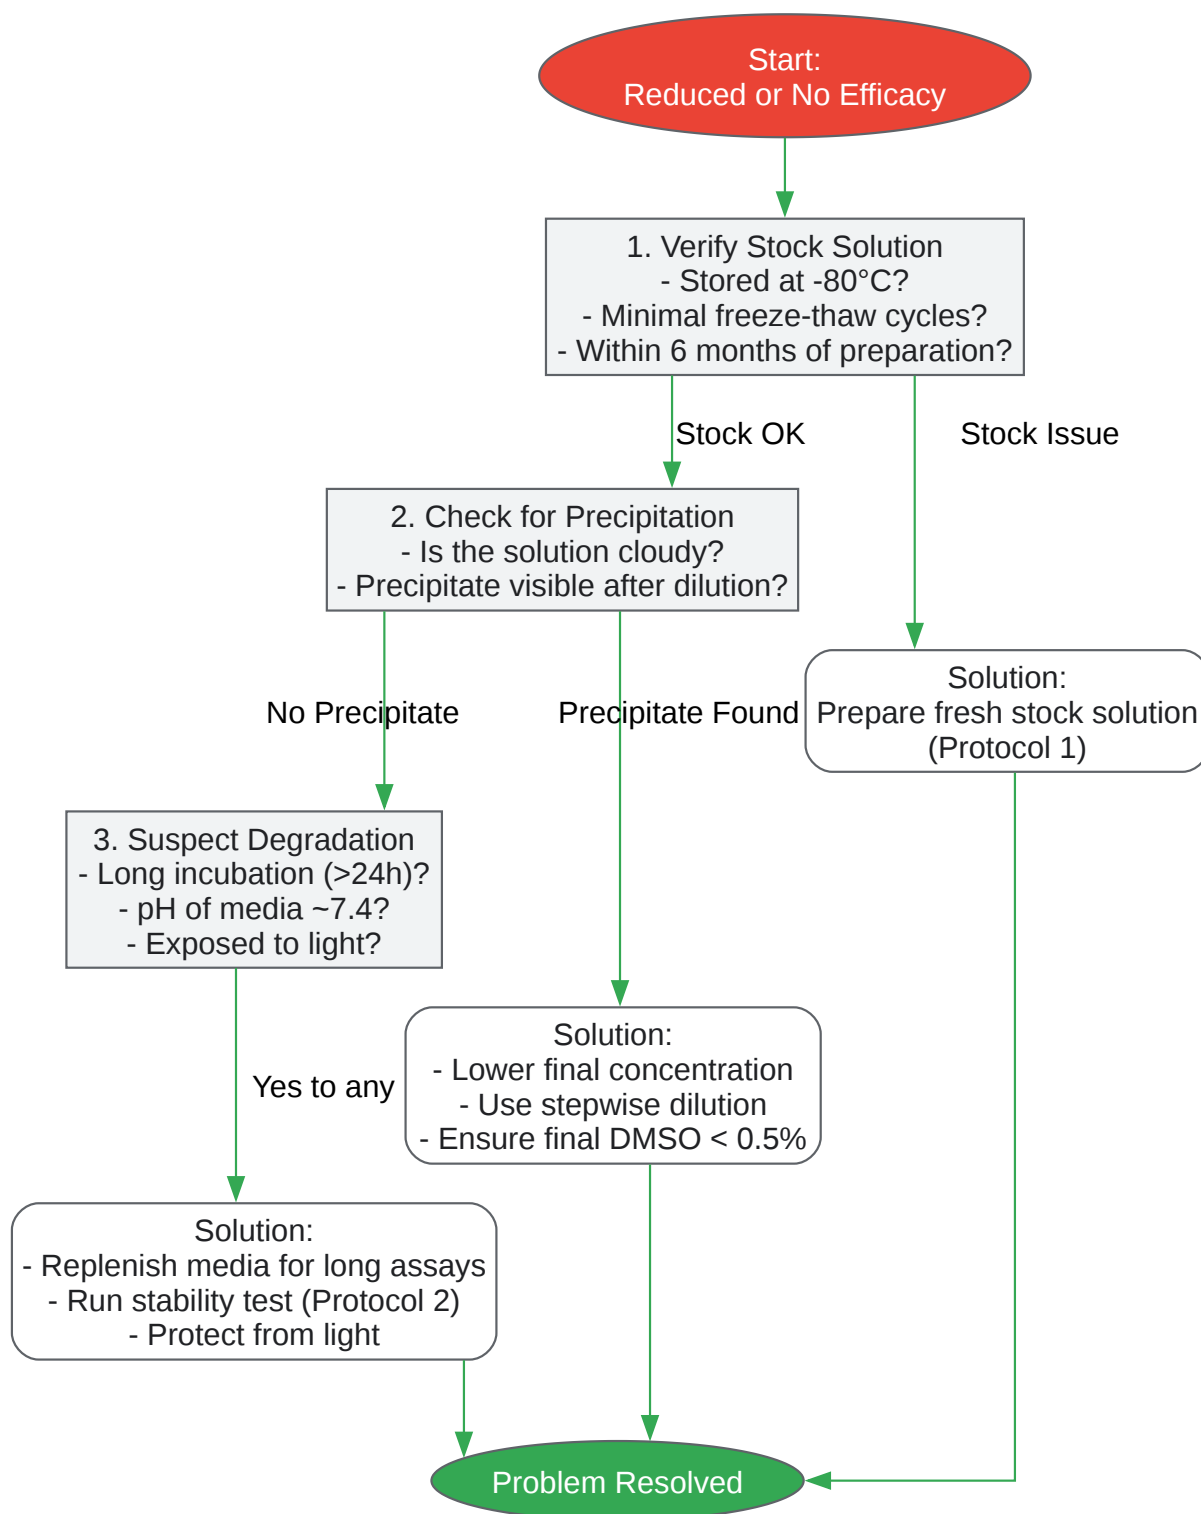 Start:
Reduced or No Efficacy
1. Verify Stock Solution
- Stored at -80°C?
- Minimal freeze-thaw cycles?
- Within 6 months of preparation?
Stock OK
Stock Issue
2. Check for Precipitation
- Is the solution cloudy?
- Precipitate visible after dilution?
No Precipitate
Precipitate Found
Solution:
Prepare fresh stock solution
(Protocol 1)
3. Suspect Degradation
- Long incubation (>24h)?
- pH of media ~7.4?
- Exposed to light?
Yes to any
Solution:
- Lower final concentration
- Use stepwise dilution
- Ensure final DMSO < 0.5%
Solution:
- Replenish media for long assays
- Run stability test (Protocol 2)
- Protect from light
Problem Resolved